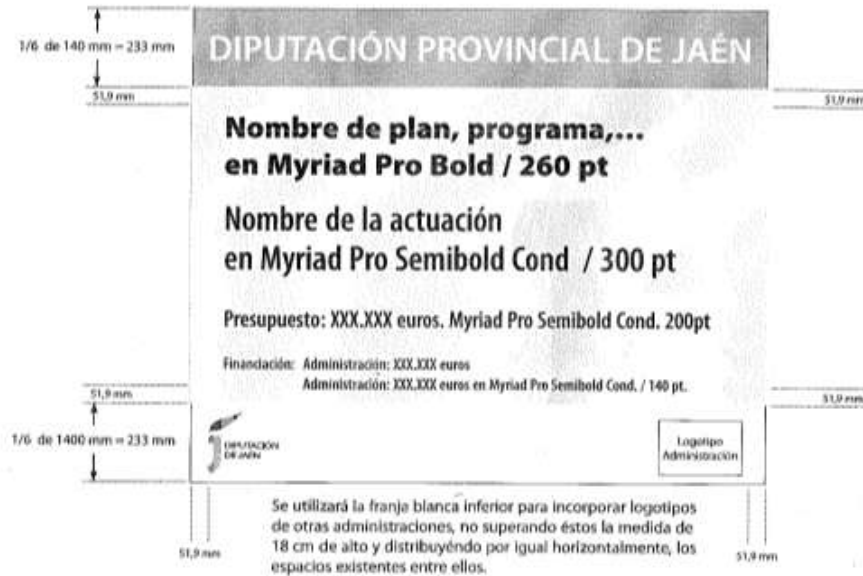 1/6 de 140 mm = 233 mm
DIPUTACIÓN PROVINCIAL DE JAÉN
51,9 mm
51,9 mm
Nombre de plan, programa,...
en Myriad Pro Bold / 260 pt
Nombre de la actuación
en Myriad Pro Semibold Cond / 300 pt
Presupuesto: XXX.XXX euros. Myriad Pro Semibold Cond. 200pt
Financiación: Administración: XXX.XXX euros
Administración: XXX.XXX euros en Myriad Pro Semibold Cond. / 140 pt.
51,9 mm
51,9 mm
1/6 de 1400 mm = 233 mm
DIPUTACIÓN
DE JAÉN
Logotipo
Administración
Se utilizará la franja blanca inferior para incorporar logotipos
de otras administraciones, no superando éstos la medida de
18 cm de alto y distribuyéndo por igual horizontalmente, los
espacios existentes entre ellos.
51,9 mm
51,9 mm